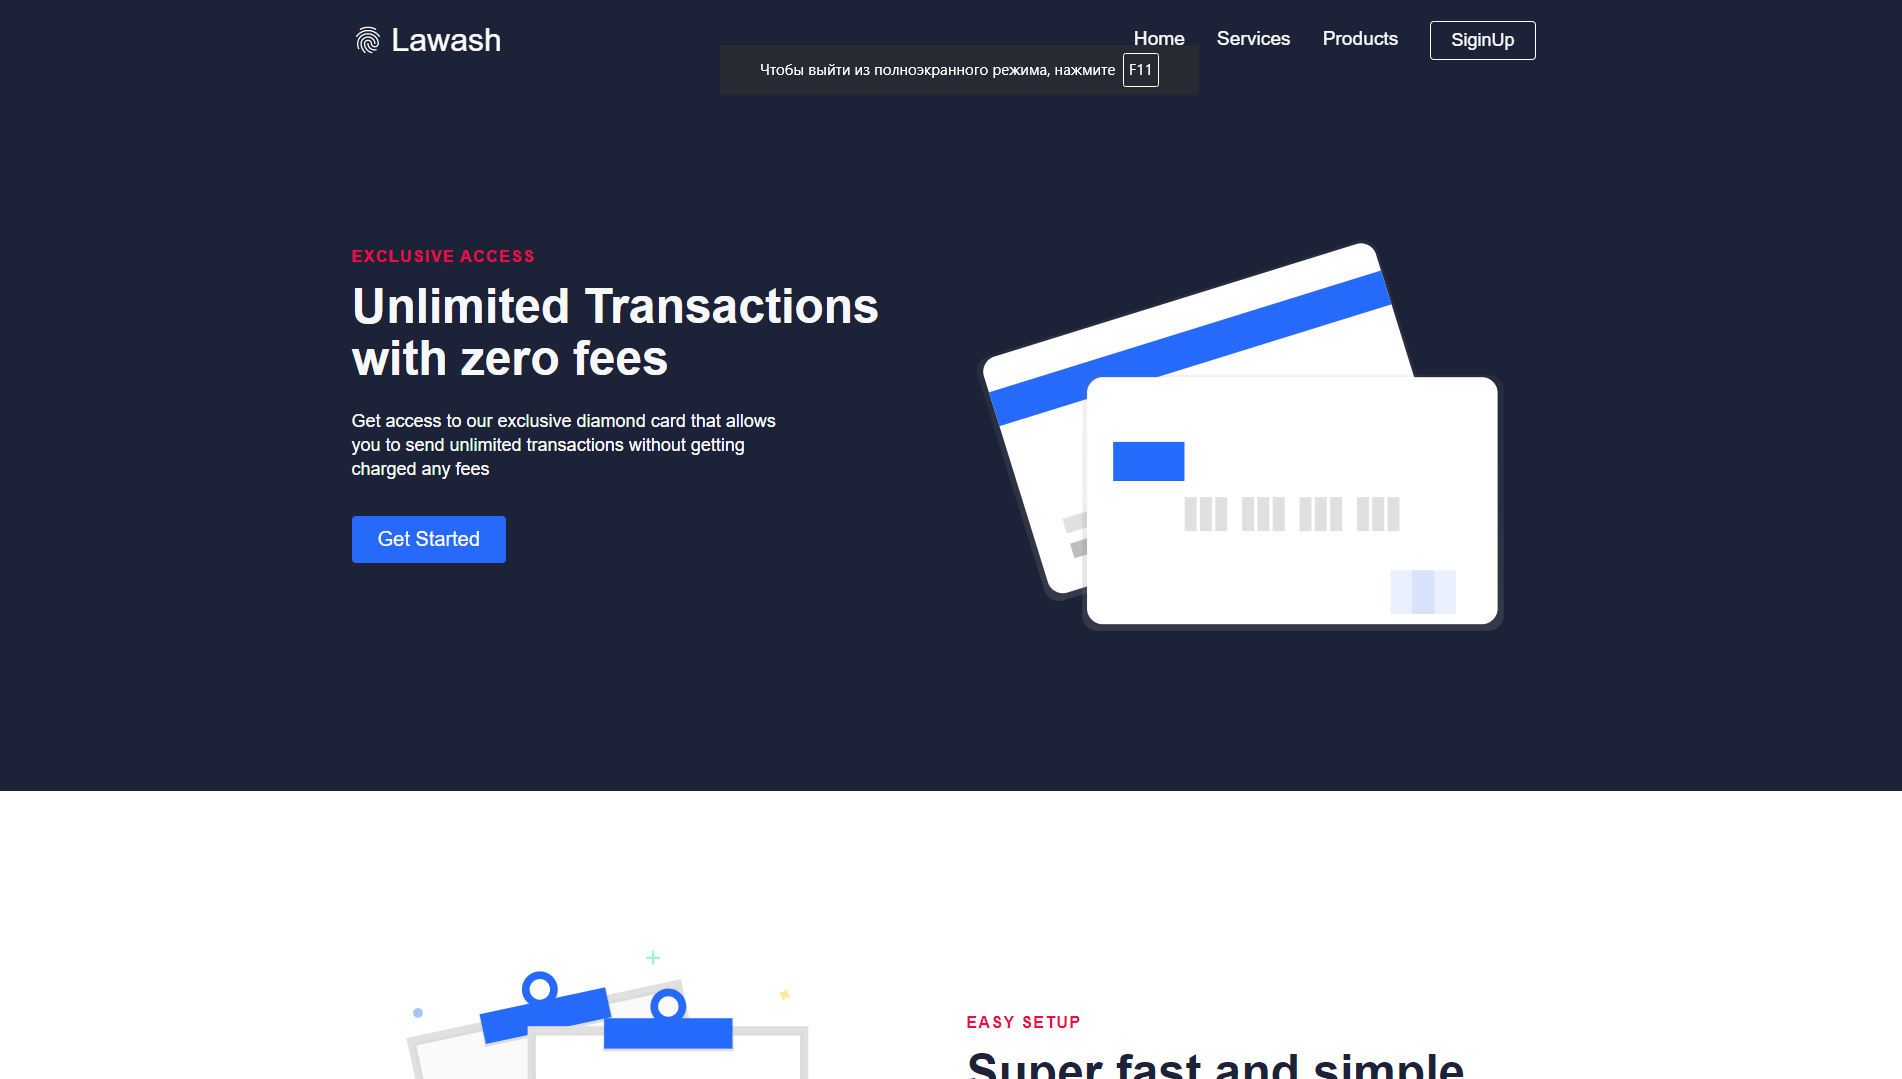 Lawash
Home
Services
Products
SiginUp
Чтобы выйти из полноэкранного режима, нажмите F11
EXCLUSIVE ACCESS
Unlimited Transactions
with zero fees
Get access to our exclusive diamond card that allows
you to send unlimited transactions without getting
charged any fees
Get Started
EASY SETUP
Super fast and simple